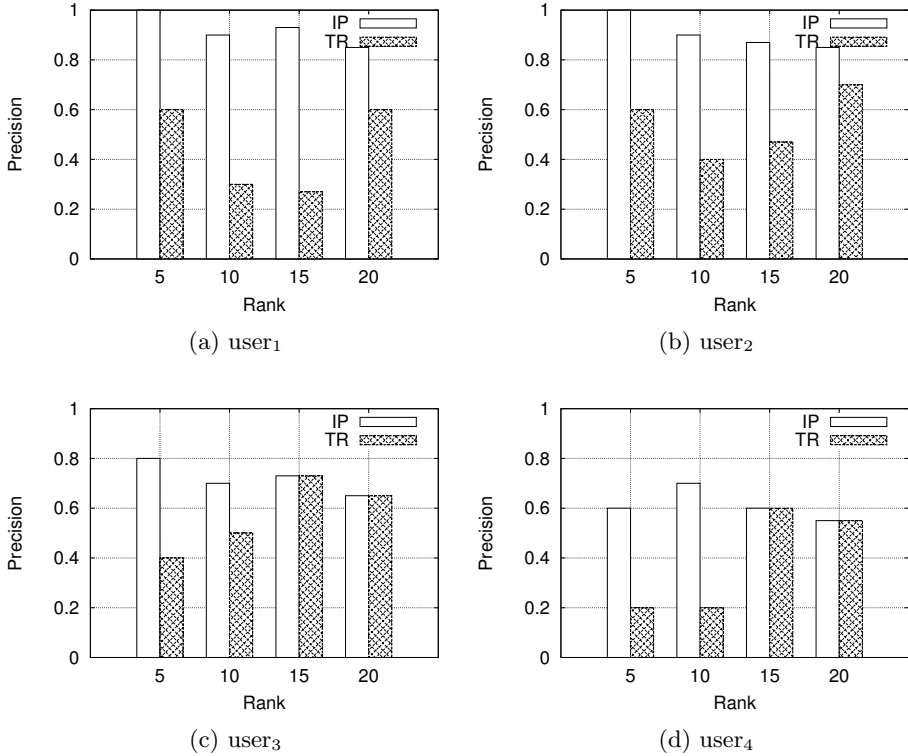 1
0.8
0.6
0.4
0.2
0
Precision
IP
TR
5 10 15 20
Rank
(a) user₁
1
0.8
0.6
0.4
0.2
0
Precision
IP
TR
5 10 15 20
Rank
(b) user₂
1
0.8
0.6
0.4
0.2
0
Precision
IP
TR
5 10 15 20
Rank
(c) user₃
1
0.8
0.6
0.4
0.2
0
Precision
IP
TR
5 10 15 20
Rank
(d) user₄